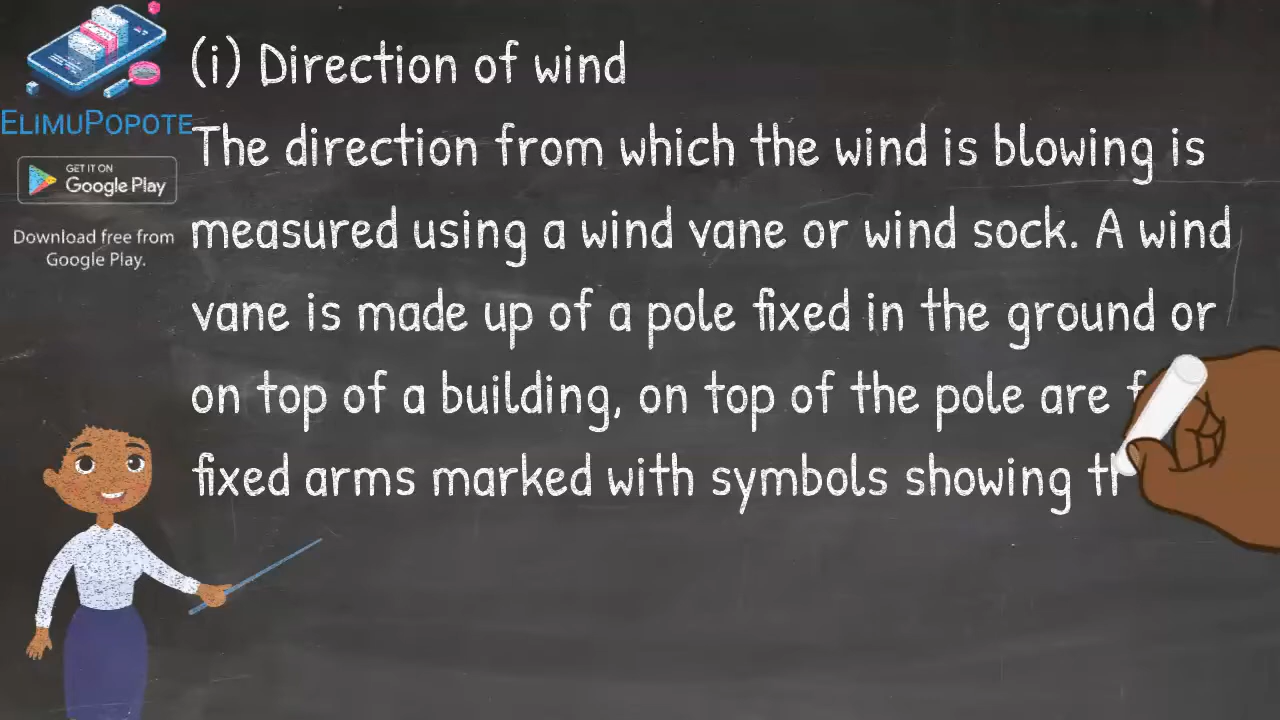 (i) Direction of wind
ELIMUPOPOTE
The direction from which the wind is blowing is
GET IT ON
Google Play
measured using a wind vane or wind sock. A wind
Download free from
Google Play.
vane is made up of a pole fixed in the ground or
on top of a building, on top of the pole are
fixed arms marked with symbols showing